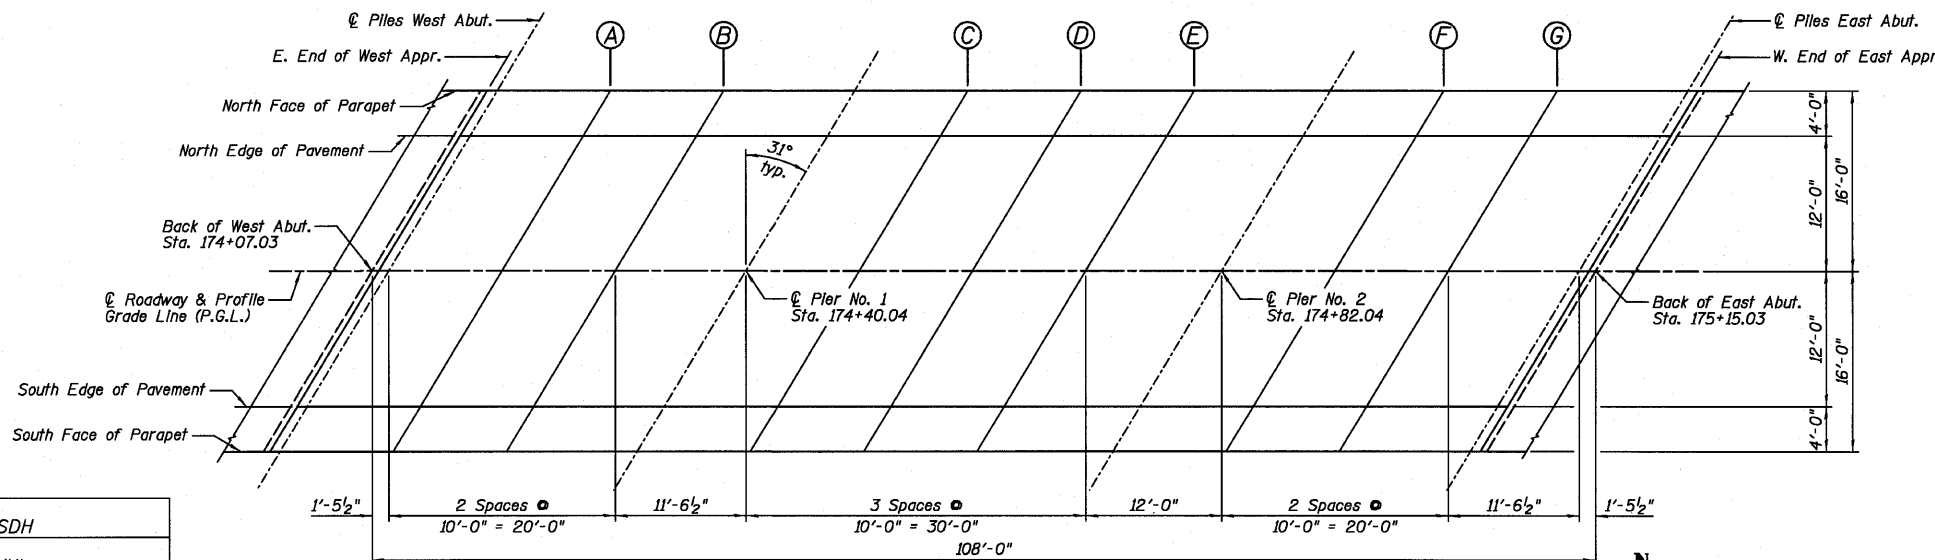 ℄ Piles West Abut.
E. End of West Appr.
North Face of Parapet
North Edge of Pavement
Back of West Abut.
Sta. 174+07.03
℄ Roadway & Profile
Grade Line (P.G.L.)
South Edge of Pavement
South Face of Parapet
A
B
C
D
E
F
G
31°
typ.
℄ Pier No. 1
Sta. 174+40.04
℄ Pier No. 2
Sta. 174+82.04
℄ Piles East Abut.
W. End of East Appr
Back of East Abut.
Sta. 175+15.03
4'-0"
12'-0"
16'-0"
12'-0"
16'-0"
4'-0"
1'-5½"
2 Spaces @
10'-0" = 20'-0"
11'-6½"
3 Spaces @
10'-0" = 30'-0"
12'-0"
2 Spaces @
10'-0" = 20'-0"
11'-6½"
1'-5½"
108'-0"
SDH
N